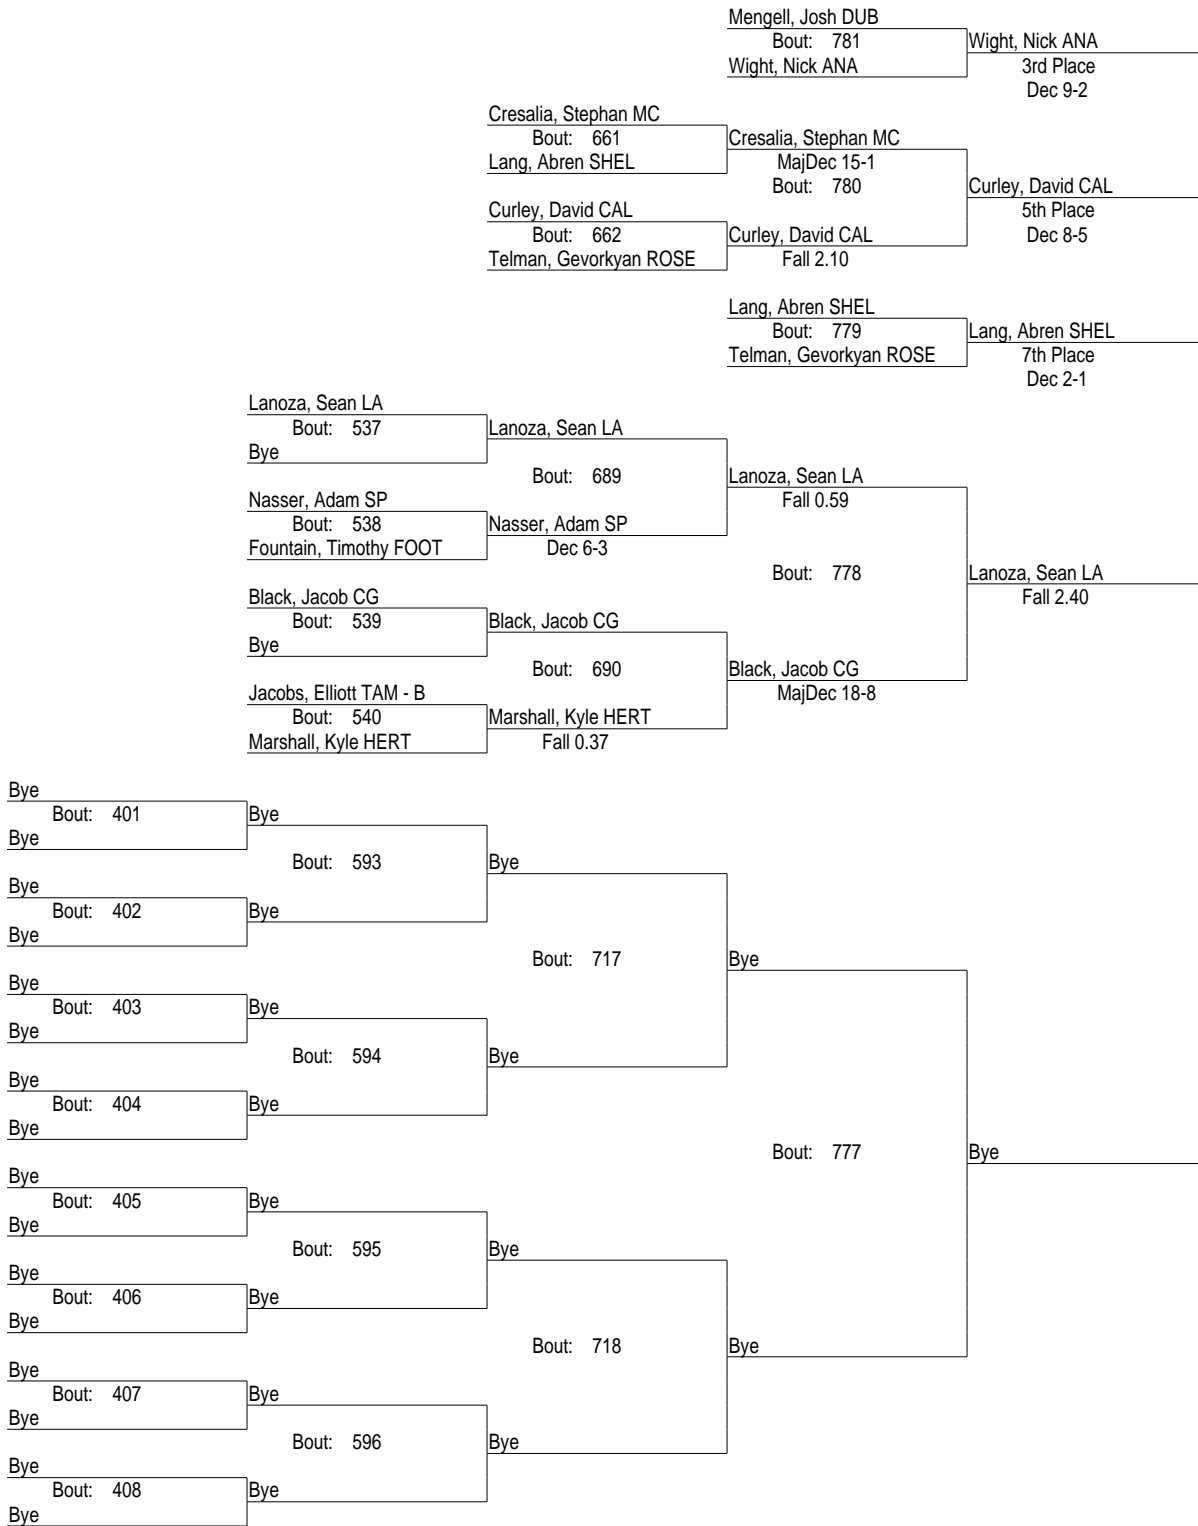 Mengell, Josh DUB
Bout: 781
Wight, Nick ANA
Wight, Nick ANA
3rd Place
Dec 9-2
Cresalia, Stephan MC
Bout: 661
Lang, Abren SHEL
Cresalia, Stephan MC
MajDec 15-1
Bout: 780
Curley, David CAL
5th Place
Dec 8-5
Curley, David CAL
Bout: 662
Telman, Gevorkyan ROSE
Curley, David CAL
Fall 2.10
Lang, Abren SHEL
Bout: 779
Telman, Gevorkyan ROSE
Lang, Abren SHEL
7th Place
Dec 2-1
Lanoza, Sean LA
Bout: 537
Bye
Lanoza, Sean LA
Bout: 689
Lanoza, Sean LA
Fall 0.59
Nasser, Adam SP
Bout: 538
Fountain, Timothy FOOT
Nasser, Adam SP
Dec 6-3
Bout: 778
Lanoza, Sean LA
Fall 2.40
Black, Jacob CG
Bout: 539
Bye
Black, Jacob CG
Bout: 690
Black, Jacob CG
MajDec 18-8
Jacobs, Elliott TAM - B
Bout: 540
Marshall, Kyle HERT
Marshall, Kyle HERT
Fall 0.37
Bye
Bout: 401
Bye
Bye
Bout: 593
Bye
Bye
Bout: 402
Bye
Bye
Bout: 717
Bye
Bye
Bout: 403
Bye
Bye
Bout: 594
Bye
Bye
Bout: 404
Bye
Bye
Bout: 777
Bye
Bye
Bout: 405
Bye
Bye
Bout: 595
Bye
Bye
Bout: 406
Bye
Bye
Bout: 718
Bye
Bye
Bout: 407
Bye
Bye
Bout: 596
Bye
Bye
Bout: 408
Bye
Bye